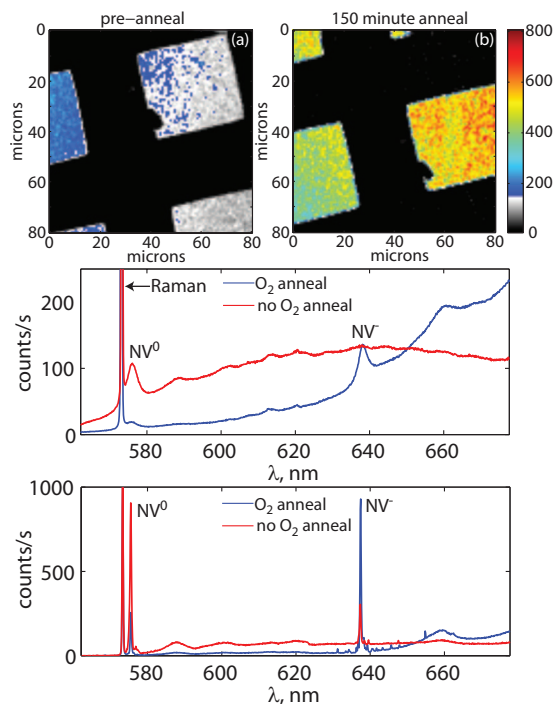 pre−anneal
150 minute anneal
(a)
(b)
0
20
40
60
80
microns
0 20 40 60 80
microns
0
20
40
60
80
microns
0 20 40 60 80
microns
800
600
400
200
0
200
100
0
counts/s
Raman
NV⁰
NV⁻
O₂ anneal
no O₂ anneal
580 600 620 640 660
λ, nm
1000
500
0
counts/s
NV⁰
NV⁻
O₂ anneal
no O₂ anneal
580 600 620 640 660
λ, nm